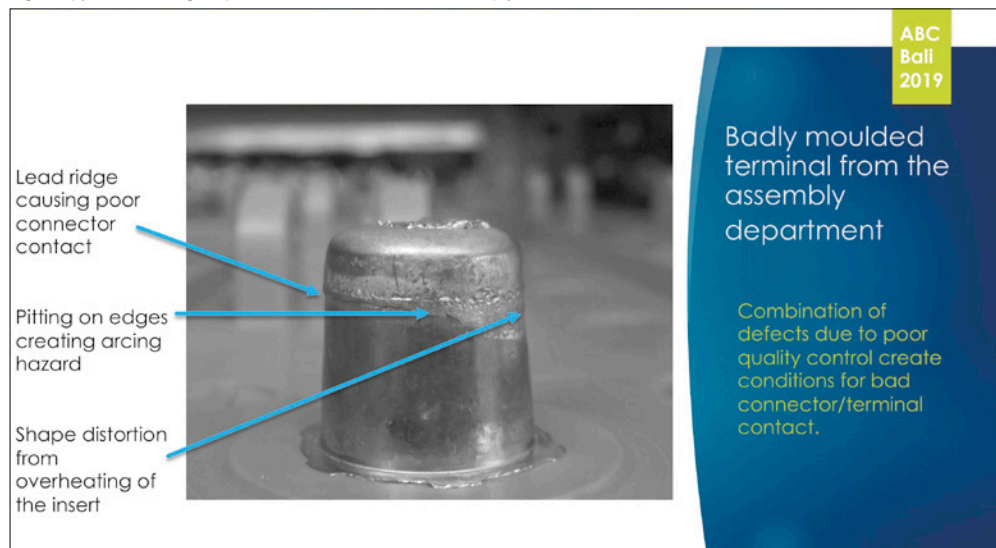 ABC
Bali
2019
Badly moulded
terminal from the
assembly
department
Lead ridge
causing poor
connector
contact
Pitting on edges
creating arcing
hazard
Shape distortion
from
overheating of
the insert
Combination of
defects due to poor
quality control create
conditions for bad
connector/terminal
contact.